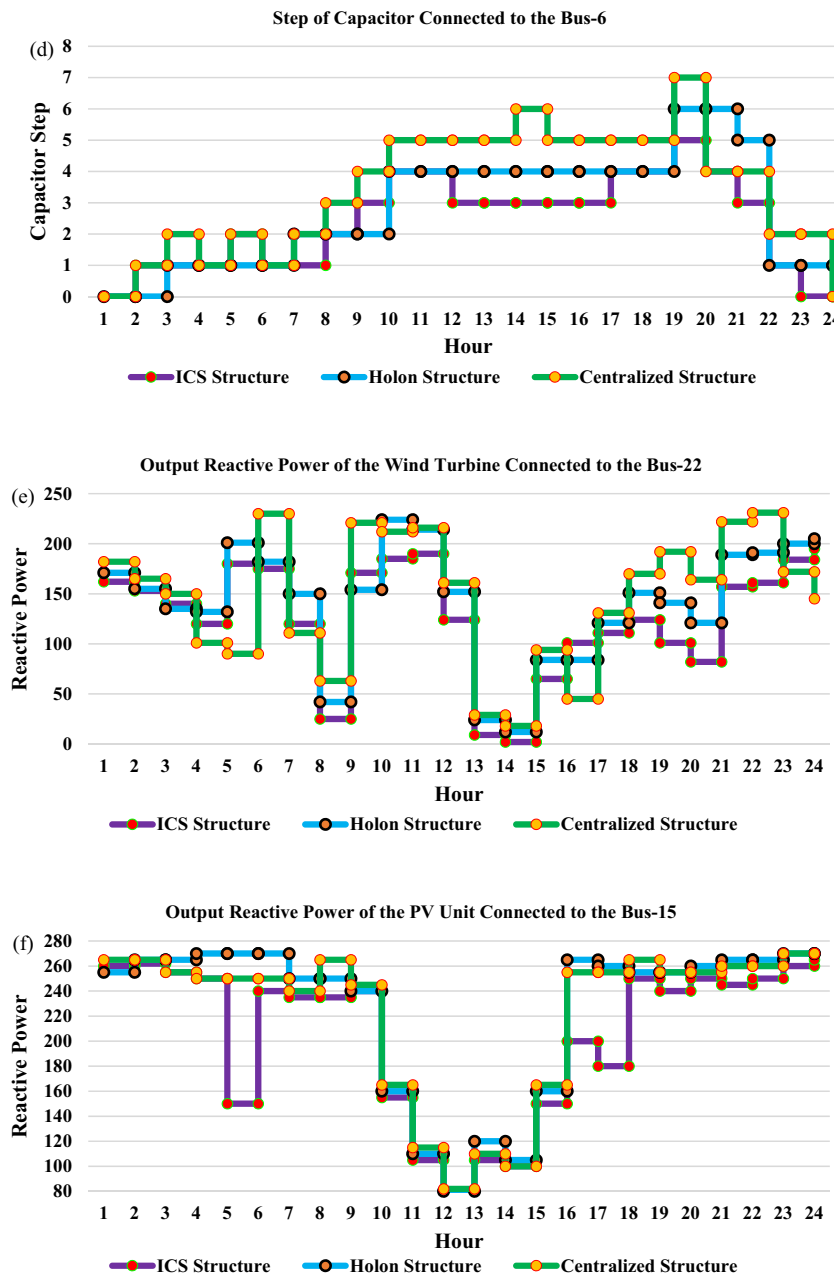 Step of Capacitor Connected to the Bus-6
(d)
8
7
6
5
4
3
2
1
0
Capacitor Step
1 2 3 4 5 6 7 8 9 10 11 12 13 14 15 16 17 18 19 20 21 22 23 24
Hour
ICS Structure Holon Structure Centralized Structure
Output Reactive Power of the Wind Turbine Connected to the Bus-22
(e)
250
200
150
100
50
0
Reactive Power
1 2 3 4 5 6 7 8 9 10 11 12 13 14 15 16 17 18 19 20 21 22 23 24
Hour
ICS Structure Holon Structure Centralized Structure
Output Reactive Power of the PV Unit Connected to the Bus-15
(f)
280
260
240
220
200
180
160
140
120
100
80
Reactive Power
1 2 3 4 5 6 7 8 9 10 11 12 13 14 15 16 17 18 19 20 21 22 23 24
Hour
ICS Structure Holon Structure Centralized Structure